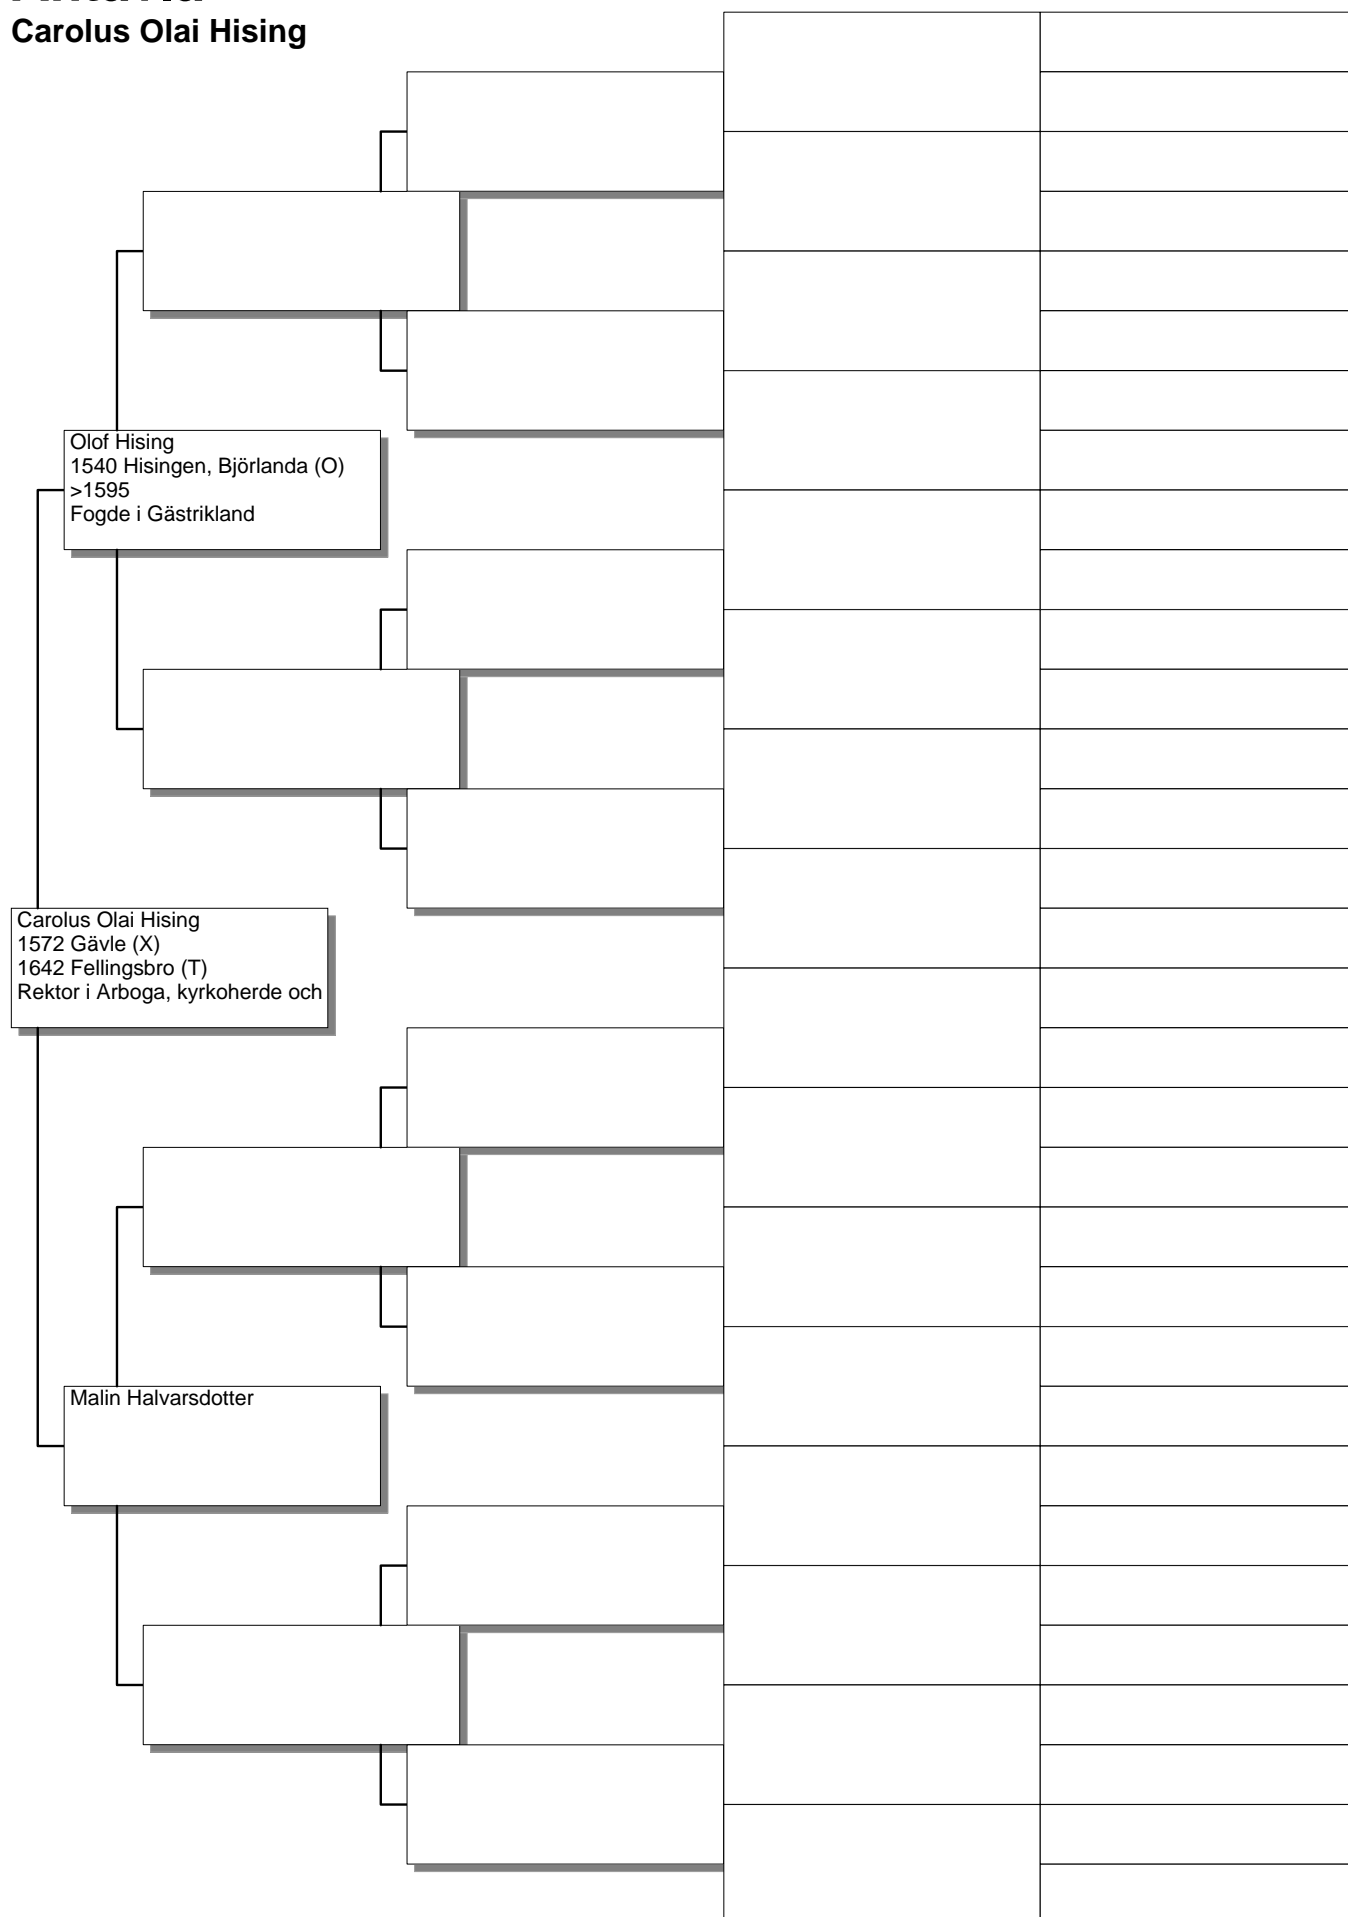 Carolus Olai Hising
Olof Hising
1540 Hisingen, Björlanda (O)
>1595
Fogde i Gästrikland
Carolus Olai Hising
1572 Gävle (X)
1642 Fellingsbro (T)
Rektor i Arboga, kyrkoherde och
Malin Halvarsdotter